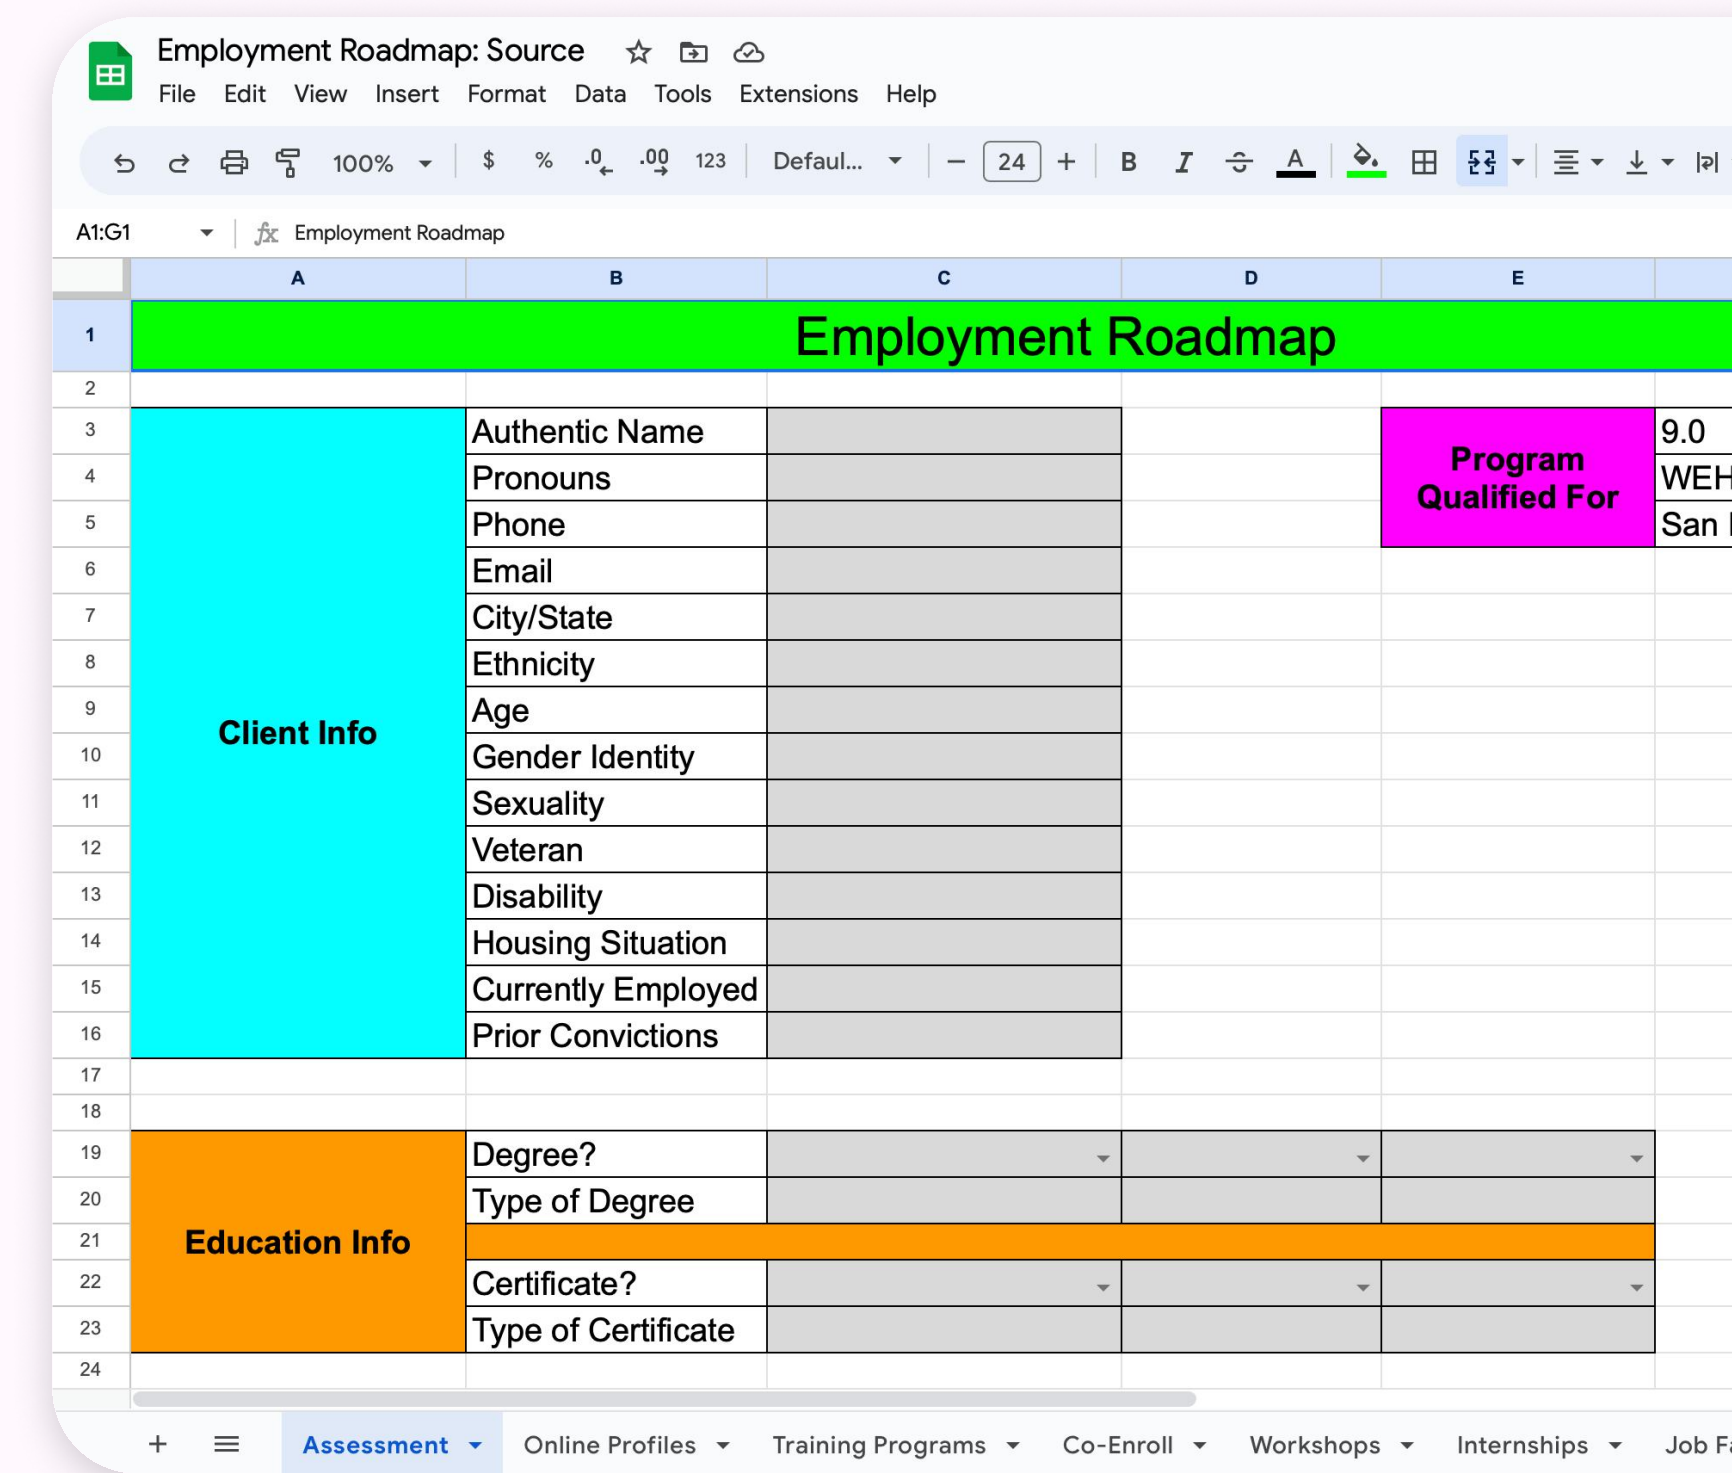 Employment Roadmap: Source
File Edit View Insert Format Data Tools Extensions Help
100% $ % .0 .00 123 Defaul... 24 B I S A
A1:G1 fx Employment Roadmap
A B C D E
1 Employment Roadmap
2
3 Authentic Name 9.0
4 Pronouns WEH
Program
Qualified For
5 Phone San
6 Email
7 City/State
8 Ethnicity
9 Age
Client Info
10 Gender Identity
11 Sexuality
12 Veteran
13 Disability
14 Housing Situation
15 Currently Employed
16 Prior Convictions
17
18
19 Degree?
20 Type of Degree
21 Education Info
22 Certificate?
23 Type of Certificate
24
Assessment Online Profiles Training Programs Co-Enroll Workshops Internships Job